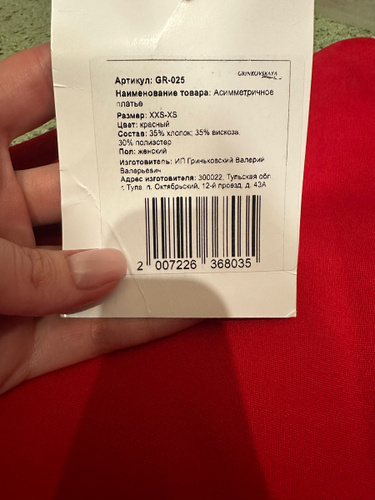 Артикул: GR-025
GRINKOVSKAYA
Наименование товара: Асимметричное
платье
Размер: XXS-XS
Цвет: красный
Состав: 35% хлопок; 35% вискоза,
30% полиэстер
Пол: женский
Изготовитель: ИП Гриньковский Валерий
Валерьевич
Адрес изготовителя: 300022, Тульская обл
г. Тула, п. Октябрьский, 12-й проезд, д. 43А
2 007226 368035